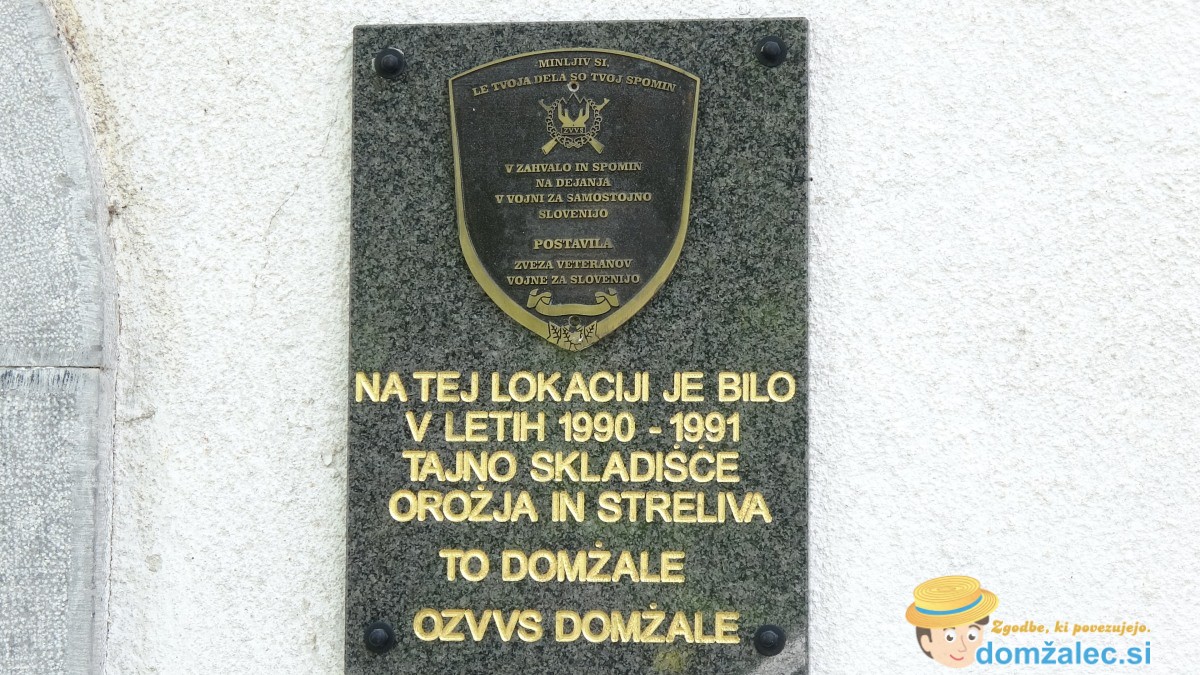 MINLJIV SI,
LE TVOJA DELA SO TVOJ SPOMIN
ZVVS
V ZAHVALO IN SPOMIN
NA DEJANJA
V VOJNI ZA SAMOSTOJNO
SLOVENIJO
POSTAVILA
ZVEZA VETERANOV
VOJNE ZA SLOVENIJO
NA TEJ LOKACIJI JE BILO
V LETIH 1990 - 1991
TAJNO SKLADIŠČE
OROŽJA IN STRELIVA
TO DOMŽALE
OZVVS DOMŽALE
Zgodbe, ki povezujejo.
domžalec.si